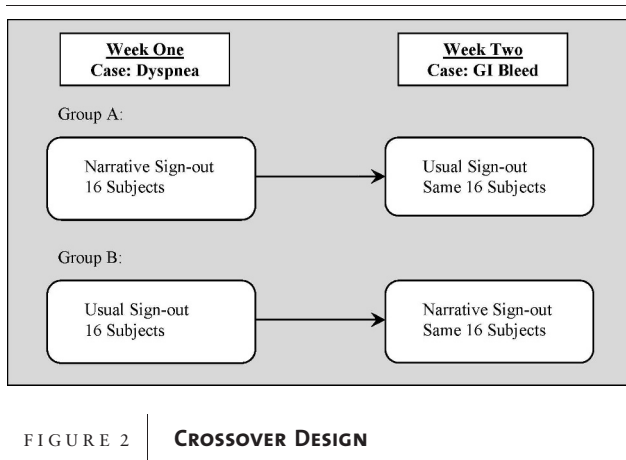 Week One
Case: Dyspnea
Week Two
Case: GI Bleed
Group A:
Narrative Sign-out
16 Subjects
Usual Sign-out
Same 16 Subjects
Group B:
Usual Sign-out
16 Subjects
Narrative Sign-out
Same 16 Subjects
FIGURE 2 CROSSOVER DESIGN